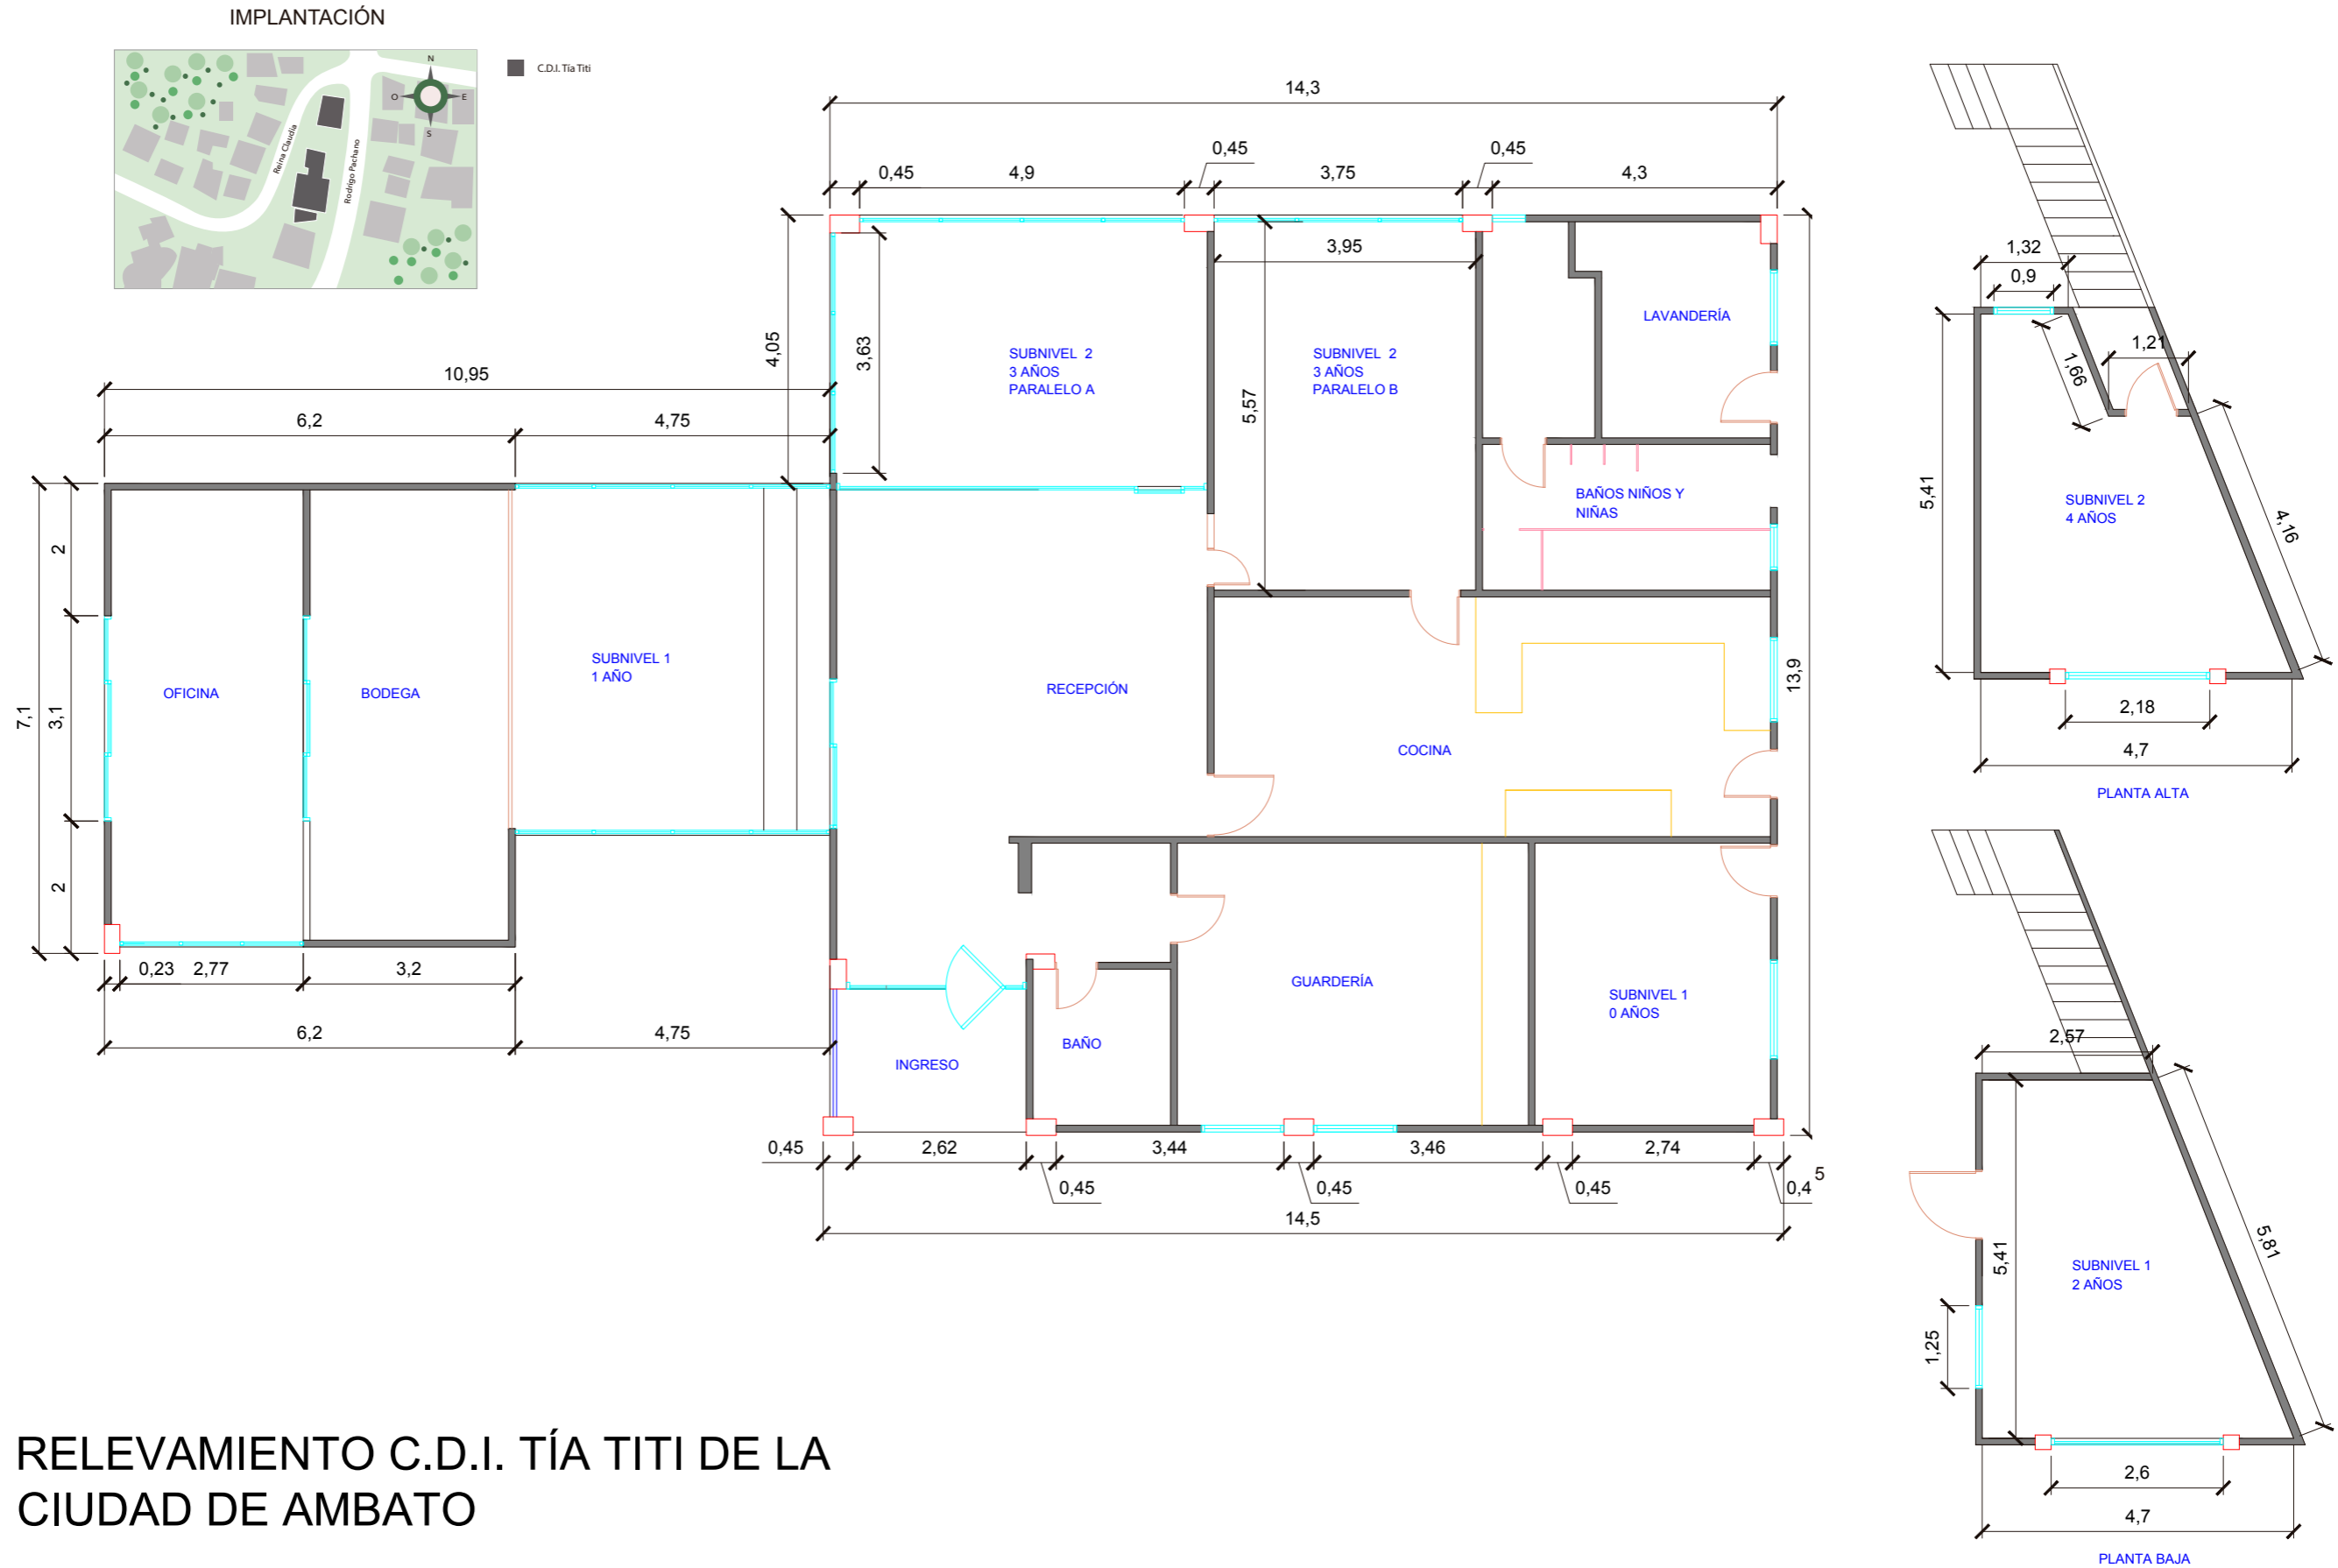 IMPLANTACIÓN
C.D.I. Tía Titi
N
O
E
S
Reina Claudia
Rodrigo Pachano
14,3
0,45
4,9
0,45
3,75
0,45
4,3
3,95
4,05
3,63
5,57
10,95
6,2
4,75
7,1
2
3,1
2
13,9
SUBNIVEL 2
3 AÑOS
PARALELO A
SUBNIVEL 2
3 AÑOS
PARALELO B
LAVANDERÍA
BAÑOS NIÑOS Y
NIÑAS
OFICINA
BODEGA
SUBNIVEL 1
1 AÑO
RECEPCIÓN
COCINA
GUARDERÍA
SUBNIVEL 1
0 AÑOS
BAÑO
INGRESO
0,23
2,77
3,2
6,2
4,75
0,45
2,62
0,45
3,44
0,45
3,46
0,45
2,74
0,45
14,5
1,32
0,9
1,66
1,21
5,41
4,16
SUBNIVEL 2
4 AÑOS
2,18
4,7
PLANTA ALTA
2,57
5,41
5,81
1,25
SUBNIVEL 1
2 AÑOS
2,6
4,7
PLANTA BAJA
RELEVAMIENTO C.D.I. TÍA TITI DE LA
CIUDAD DE AMBATO